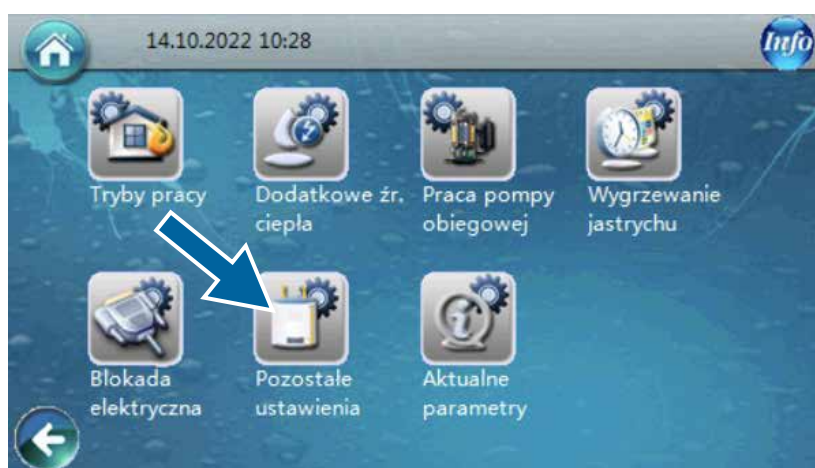 14.10.2022 10:28
Info
Tryby pracy
Dodatkowe źr.
ciepła
Praca pompy
obiegowej
Wygrzewanie
jastrychu
Blokada
elektryczna
Pozostałe
ustawienia
Aktualne
parametry